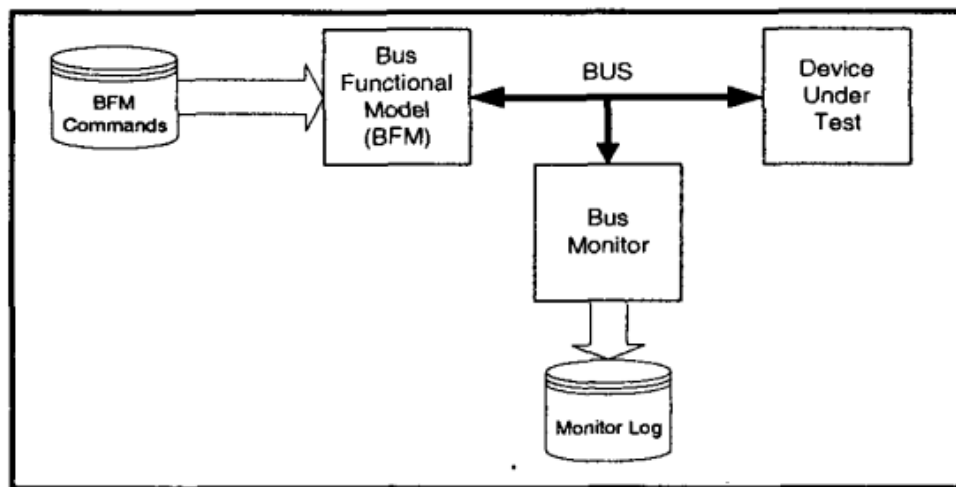 BFM
Commands
Bus
Functional
Model
(BFM)
BUS
Device
Under
Test
Bus
Monitor
Monitor Log